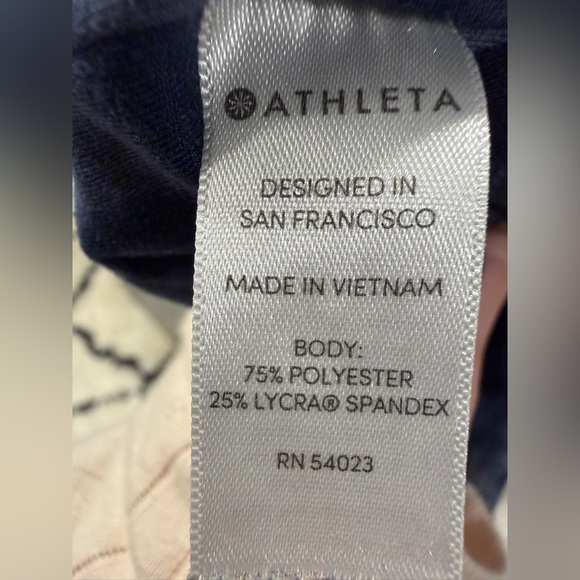 ATHLETA
DESIGNED IN
SAN FRANCISCO
MADE IN VIETNAM
BODY:
75% POLYESTER
25% LYCRA® SPANDEX
RN 54023